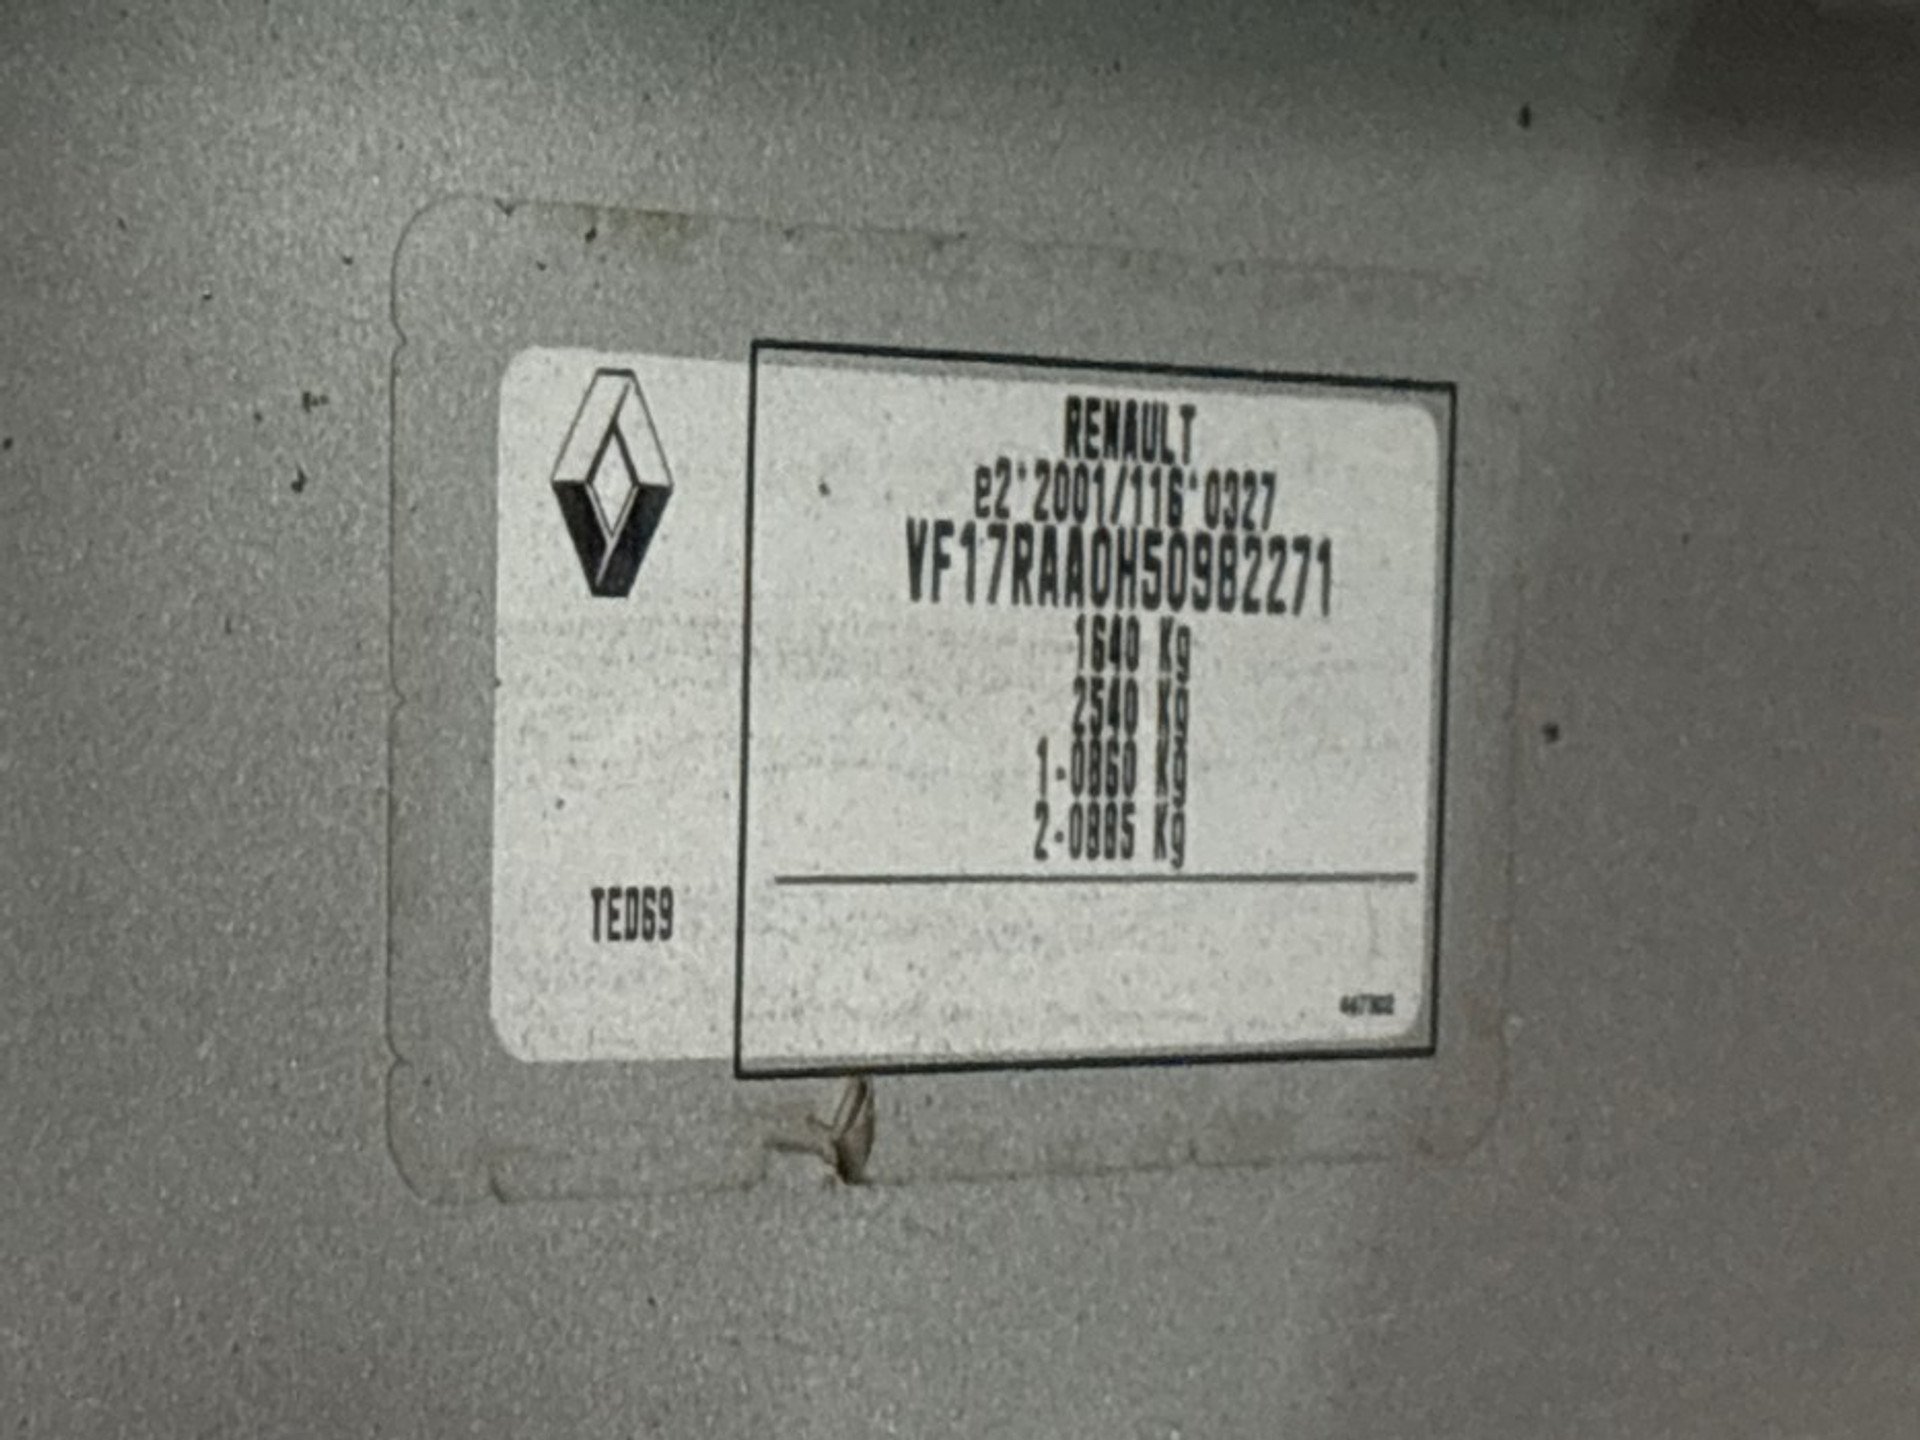 RENAULT
e2*2001/116*0327
VF17RAA0H50982271
1640 Kg
2540 Kg
1-0860 Kg
2-0885 Kg
TED69